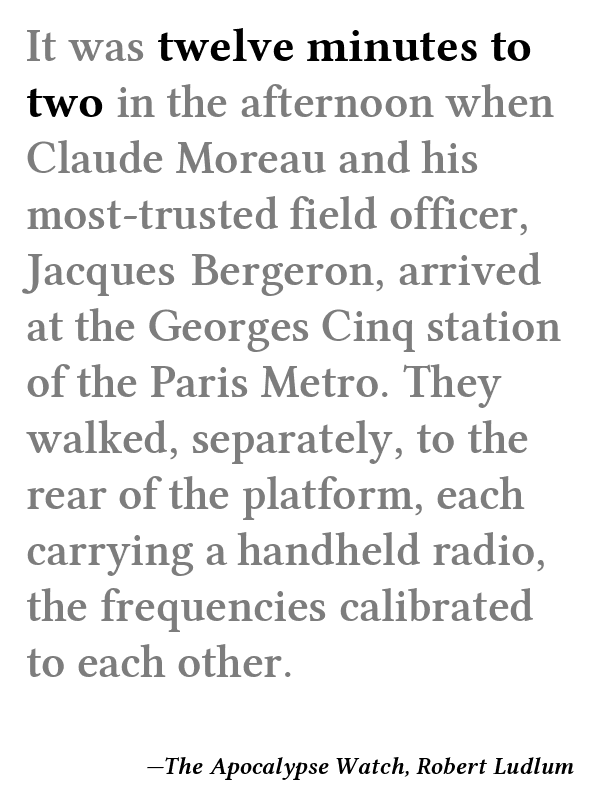 It was twelve minutes to
two in the afternoon when
Claude Moreau and his
most-trusted field officer,
Jacques Bergeron, arrived
at the Georges Cinq station
of the Paris Metro. They
walked, separately, to the
rear of the platform, each
carrying a handheld radio,
the frequencies calibrated
to each other.
—The Apocalypse Watch, Robert Ludlum